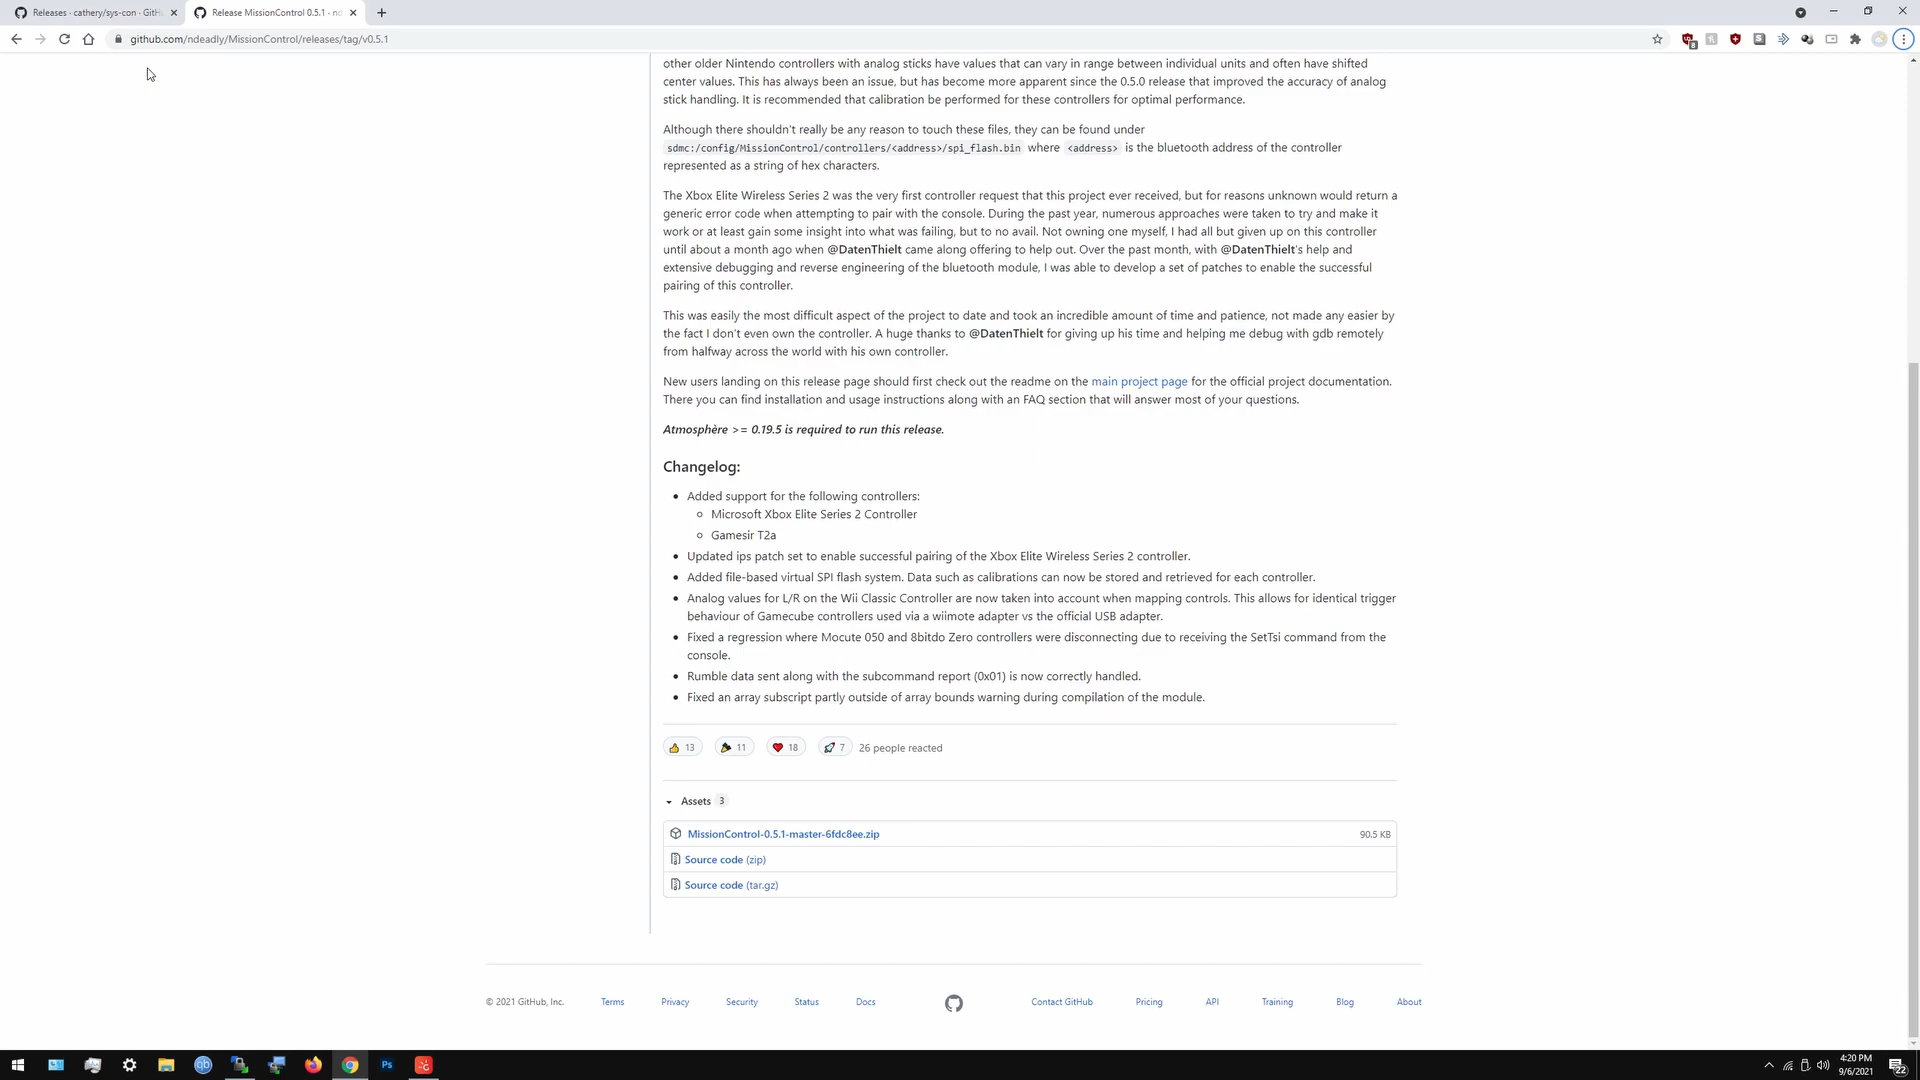 Releases · cathery/sys-con · GitH
Release MissionControl 0.5.1 · nd
github.com/ndeadly/MissionControl/releases/tag/v0.5.1
other older Nintendo controllers with analog sticks have values that can vary in range between individual units and often have shifted
center values. This has always been an issue, but has become more apparent since the 0.5.0 release that improved the accuracy of analog
stick handling. It is recommended that calibration be performed for these controllers for optimal performance.
Although there shouldn't really be any reason to touch these files, they can be found under
sdmc:/config/MissionControl/controllers/<address>/spi_flash.bin where <address> is the bluetooth address of the controller
represented as a string of hex characters.
The Xbox Elite Wireless Series 2 was the very first controller request that this project ever received, but for reasons unknown would return a
generic error code when attempting to pair with the console. During the past year, numerous approaches were taken to try and make it
work or at least gain some insight into what was failing, but to no avail. Not owning one myself, I had all but given up on this controller
until about a month ago when @DatenThielt came along offering to help out. Over the past month, with @DatenThielt's help and
extensive debugging and reverse engineering of the bluetooth module, I was able to develop a set of patches to enable the successful
pairing of this controller.
This was easily the most difficult aspect of the project to date and took an incredible amount of time and patience, not made any easier by
the fact I don't even own the controller. A huge thanks to @DatenThielt for giving up his time and helping me debug with gdb remotely
from halfway across the world with his own controller.
New users landing on this release page should first check out the readme on the main project page for the official project documentation.
There you can find installation and usage instructions along with an FAQ section that will answer most of your questions.
Atmosphère >= 0.19.5 is required to run this release.
Changelog:
• Added support for the following controllers:
◦ Microsoft Xbox Elite Series 2 Controller
◦ Gamesir T2a
• Updated ips patch set to enable successful pairing of the Xbox Elite Wireless Series 2 controller.
• Added file-based virtual SPI flash system. Data such as calibrations can now be stored and retrieved for each controller.
• Analog values for L/R on the Wii Classic Controller are now taken into account when mapping controls. This allows for identical trigger
behaviour of Gamecube controllers used via a wiimote adapter vs the official USB adapter.
• Fixed a regression where Mocute 050 and 8bitdo Zero controllers were disconnecting due to receiving the SetTsi command from the
console.
• Rumble data sent along with the subcommand report (0x01) is now correctly handled.
• Fixed an array subscript partly outside of array bounds warning during compilation of the module.
13 11 18 7 26 people reacted
Assets 3
MissionControl-0.5.1-master-6fdc8ee.zip 90.5 KB
Source code (zip)
Source code (tar.gz)
© 2021 GitHub, Inc. Terms Privacy Security Status Docs Contact GitHub Pricing API Training Blog About
qb
Ps
4:20 PM
9/6/2021
22